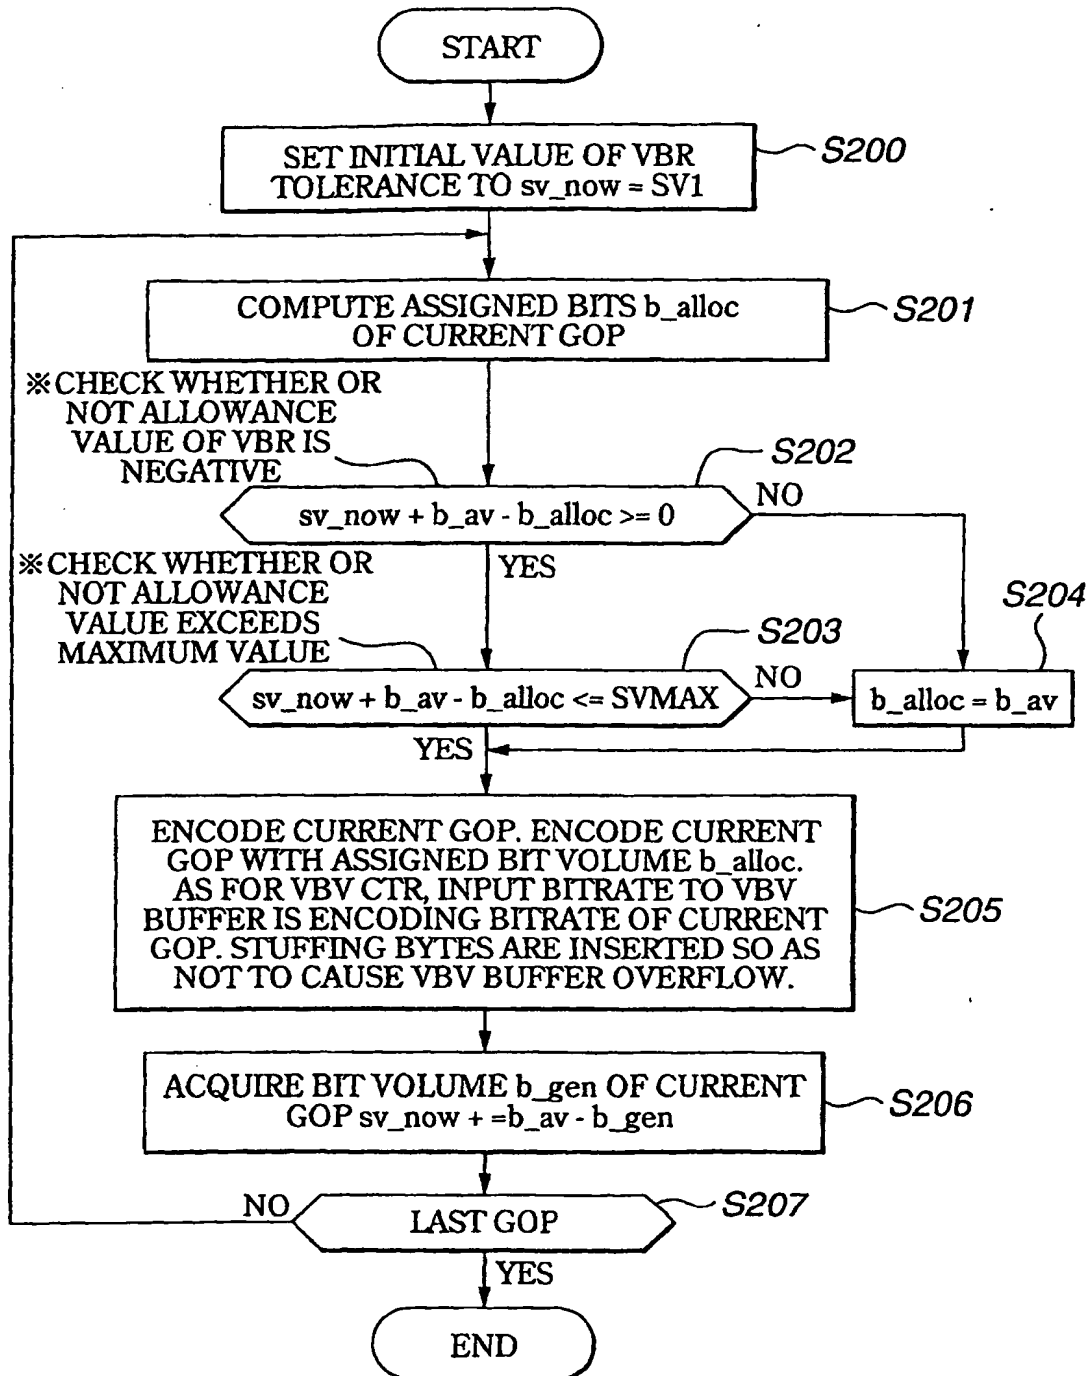 START
SET INITIAL VALUE OF VBR
TOLERANCE TO sv_now = SV1
S200
COMPUTE ASSIGNED BITS b_alloc
OF CURRENT GOP
S201
※CHECK WHETHER OR
NOT ALLOWANCE
VALUE OF VBR IS
NEGATIVE
S202
sv_now + b_av - b_alloc >= 0
NO
YES
※CHECK WHETHER OR
NOT ALLOWANCE
VALUE EXCEEDS
MAXIMUM VALUE
S203
sv_now + b_av - b_alloc <= SVMAX
NO
S204
b_alloc = b_av
YES
ENCODE CURRENT GOP. ENCODE CURRENT
GOP WITH ASSIGNED BIT VOLUME b_alloc.
AS FOR VBV CTR, INPUT BITRATE TO VBV
BUFFER IS ENCODING BITRATE OF CURRENT
GOP. STUFFING BYTES ARE INSERTED SO AS
NOT TO CAUSE VBV BUFFER OVERFLOW.
S205
ACQUIRE BIT VOLUME b_gen OF CURRENT
GOP sv_now + =b_av - b_gen
S206
NO
LAST GOP
S207
YES
END